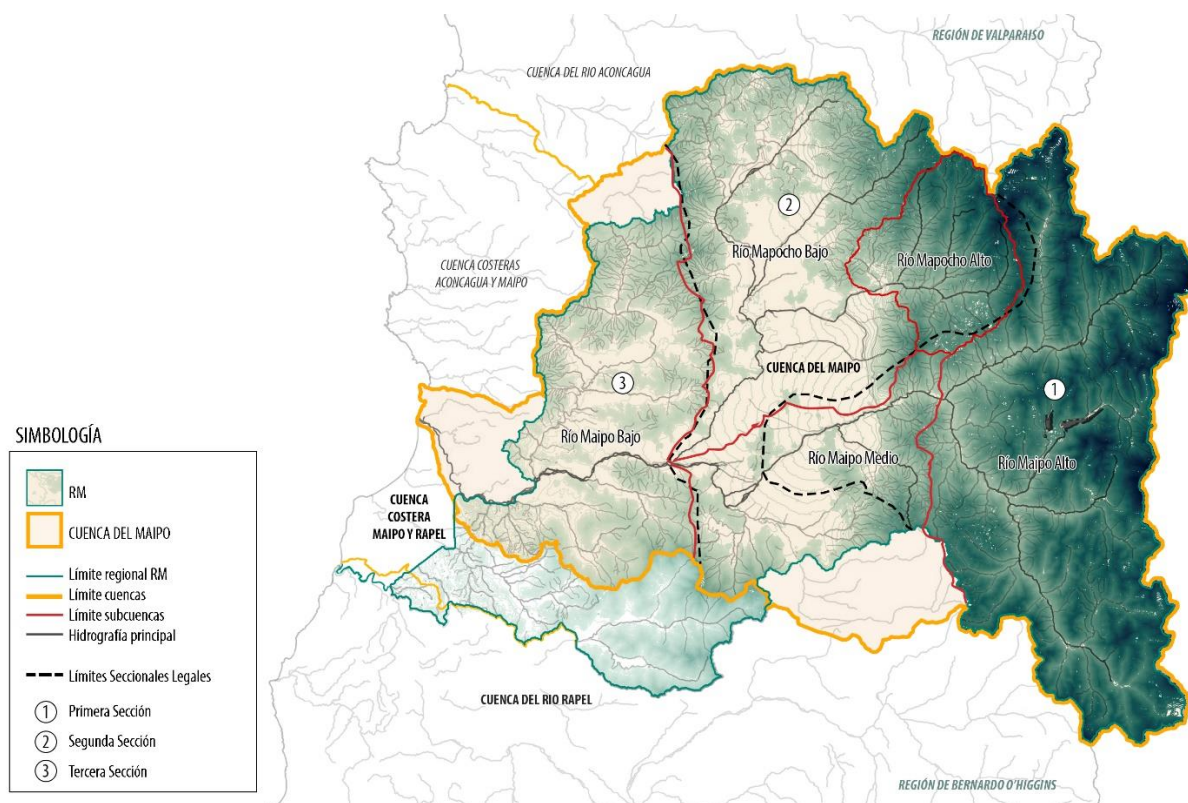 REGIÓN DE VALPARAISO
CUENCA DEL RIO ACONCAGUA
2
Río Mapocho Bajo
Río Mapocho Alto
CUENCA COSTERAS
ACONCAGUA Y MAIPO
CUENCA DEL MAIPO
3
1
Río Maipo Bajo
Río Maipo Medio
Río Maipo Alto
CUENCA
COSTERA
MAIPO Y RAPEL
CUENCA DEL RIO RAPEL
REGIÓN DE BERNARDO O'HIGGINS
SIMBOLOGÍA
RM
CUENCA DEL MAIPO
Límite regional RM
Límite cuencas
Límite subcuencas
Hidrografía principal
Límites Seccionales Legales
1 Primera Sección
2 Segunda Sección
3 Tercera Sección